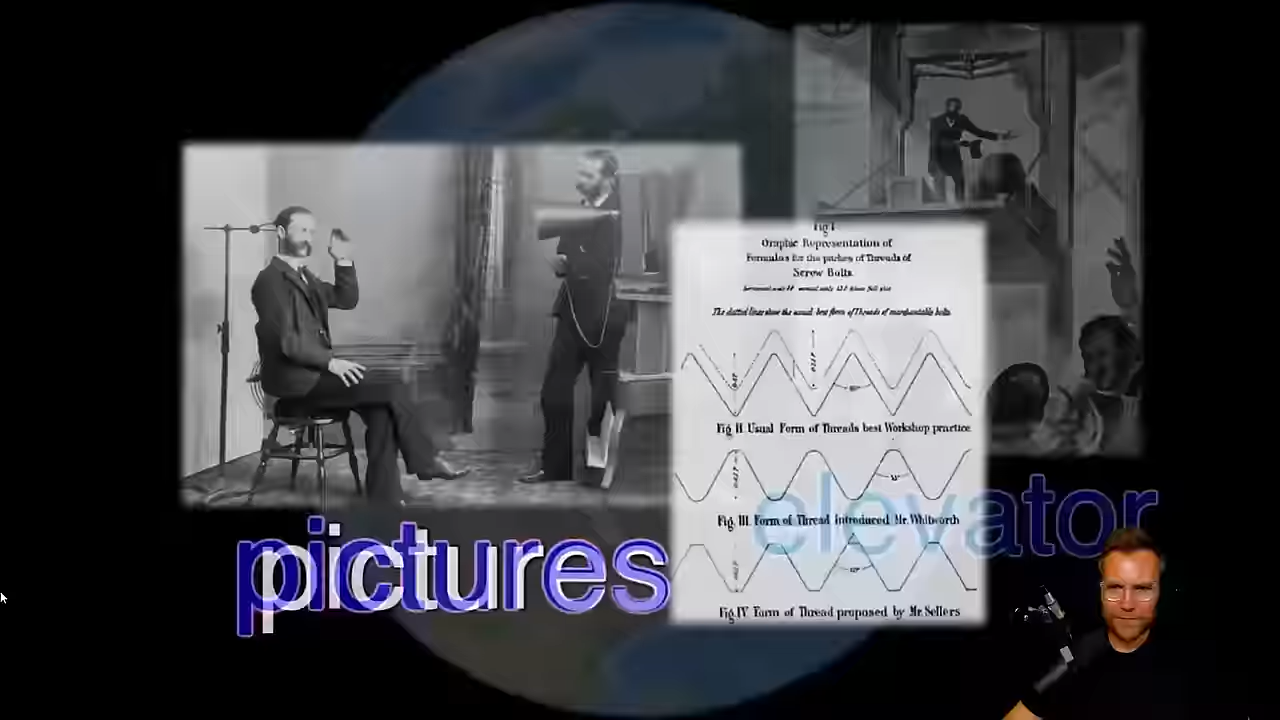 Fig I
Graphic Representation of
Formulas for the pitches of Threads of
Screw Bolts.
The dotted lines show the usual best form of Threads of merchantable bolts.
Fig II. Usual Form of Threads best Workshop practice
Fig. III. Form of Thread introduced Mr. Whitworth
Fig. IV. Form of Thread proposed by Mr. Sellers
pictures
elevator